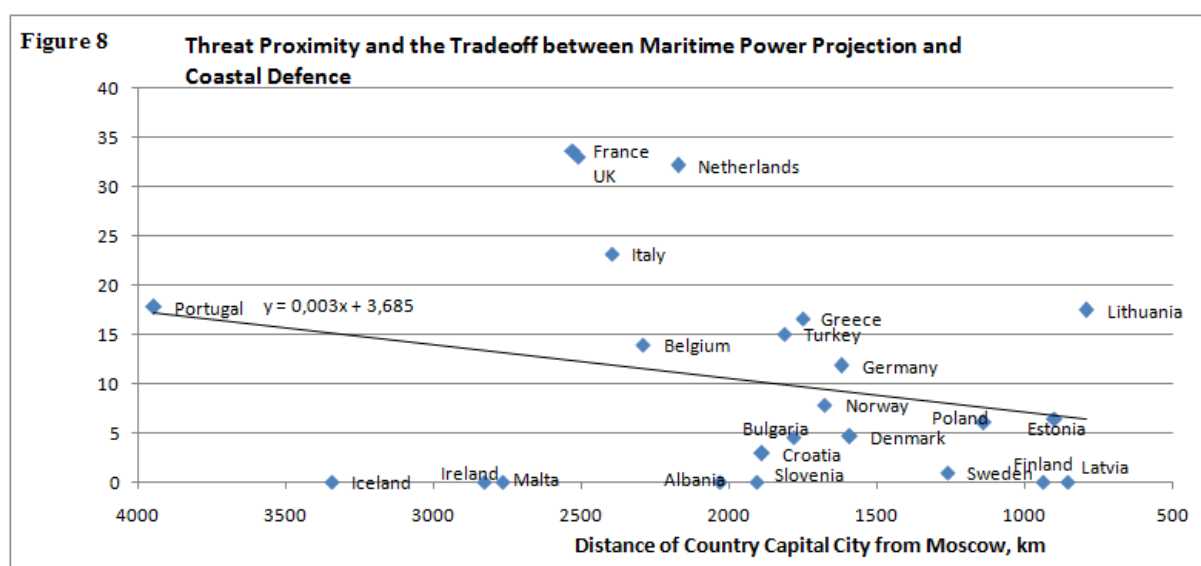 Figure 8
Threat Proximity and the Tradeoff between Maritime Power Projection and
Coastal Defence
40
35
30
25
20
15
10
5
0
France
UK
Netherlands
Italy
Portugal
y = 0,003x + 3,685
Lithuania
Greece
Turkey
Belgium
Germany
Norway
Poland
Estonia
Bulgaria
Denmark
Croatia
Iceland
Ireland
Malta
Albania
Slovenia
Sweden
Finland
Latvia
4000 3500 3000 2500 2000 1500 1000 500
Distance of Country Capital City from Moscow, km